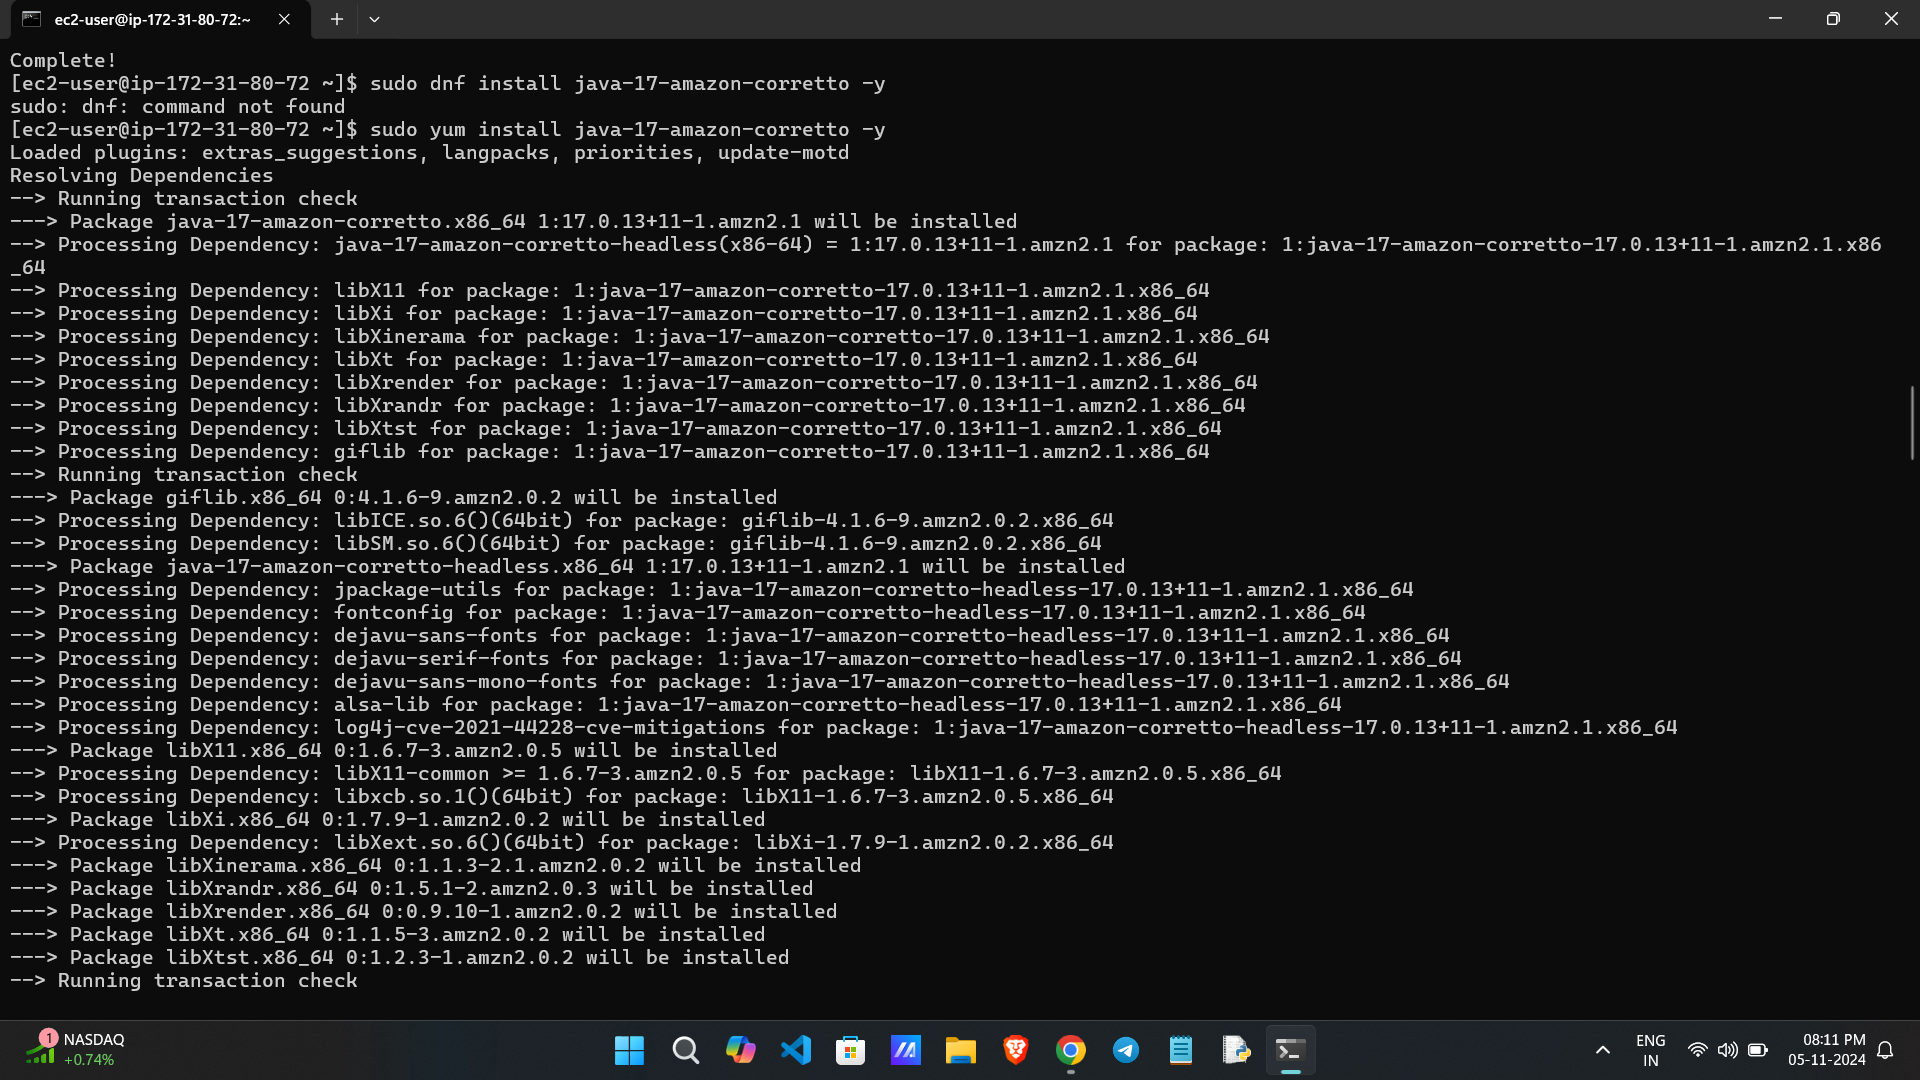 ec2-user@ip-172-31-80-72:~
Complete!
[ec2-user@ip-172-31-80-72 ~]$ sudo dnf install java-17-amazon-corretto -y
sudo: dnf: command not found
[ec2-user@ip-172-31-80-72 ~]$ sudo yum install java-17-amazon-corretto -y
Loaded plugins: extras_suggestions, langpacks, priorities, update-motd
Resolving Dependencies
--> Running transaction check
---> Package java-17-amazon-corretto.x86_64 1:17.0.13+11-1.amzn2.1 will be installed
--> Processing Dependency: java-17-amazon-corretto-headless(x86-64) = 1:17.0.13+11-1.amzn2.1 for package: 1:java-17-amazon-corretto-17.0.13+11-1.amzn2.1.x86
_64
--> Processing Dependency: libX11 for package: 1:java-17-amazon-corretto-17.0.13+11-1.amzn2.1.x86_64
--> Processing Dependency: libXi for package: 1:java-17-amazon-corretto-17.0.13+11-1.amzn2.1.x86_64
--> Processing Dependency: libXinerama for package: 1:java-17-amazon-corretto-17.0.13+11-1.amzn2.1.x86_64
--> Processing Dependency: libXt for package: 1:java-17-amazon-corretto-17.0.13+11-1.amzn2.1.x86_64
--> Processing Dependency: libXrender for package: 1:java-17-amazon-corretto-17.0.13+11-1.amzn2.1.x86_64
--> Processing Dependency: libXrandr for package: 1:java-17-amazon-corretto-17.0.13+11-1.amzn2.1.x86_64
--> Processing Dependency: libXtst for package: 1:java-17-amazon-corretto-17.0.13+11-1.amzn2.1.x86_64
--> Processing Dependency: giflib for package: 1:java-17-amazon-corretto-17.0.13+11-1.amzn2.1.x86_64
--> Running transaction check
---> Package giflib.x86_64 0:4.1.6-9.amzn2.0.2 will be installed
--> Processing Dependency: libICE.so.6()(64bit) for package: giflib-4.1.6-9.amzn2.0.2.x86_64
--> Processing Dependency: libSM.so.6()(64bit) for package: giflib-4.1.6-9.amzn2.0.2.x86_64
---> Package java-17-amazon-corretto-headless.x86_64 1:17.0.13+11-1.amzn2.1 will be installed
--> Processing Dependency: jpackage-utils for package: 1:java-17-amazon-corretto-headless-17.0.13+11-1.amzn2.1.x86_64
--> Processing Dependency: fontconfig for package: 1:java-17-amazon-corretto-headless-17.0.13+11-1.amzn2.1.x86_64
--> Processing Dependency: dejavu-sans-fonts for package: 1:java-17-amazon-corretto-headless-17.0.13+11-1.amzn2.1.x86_64
--> Processing Dependency: dejavu-serif-fonts for package: 1:java-17-amazon-corretto-headless-17.0.13+11-1.amzn2.1.x86_64
--> Processing Dependency: dejavu-sans-mono-fonts for package: 1:java-17-amazon-corretto-headless-17.0.13+11-1.amzn2.1.x86_64
--> Processing Dependency: alsa-lib for package: 1:java-17-amazon-corretto-headless-17.0.13+11-1.amzn2.1.x86_64
--> Processing Dependency: log4j-cve-2021-44228-cve-mitigations for package: 1:java-17-amazon-corretto-headless-17.0.13+11-1.amzn2.1.x86_64
---> Package libX11.x86_64 0:1.6.7-3.amzn2.0.5 will be installed
--> Processing Dependency: libX11-common >= 1.6.7-3.amzn2.0.5 for package: libX11-1.6.7-3.amzn2.0.5.x86_64
--> Processing Dependency: libxcb.so.1()(64bit) for package: libX11-1.6.7-3.amzn2.0.5.x86_64
---> Package libXi.x86_64 0:1.7.9-1.amzn2.0.2 will be installed
--> Processing Dependency: libXext.so.6()(64bit) for package: libXi-1.7.9-1.amzn2.0.2.x86_64
---> Package libXinerama.x86_64 0:1.1.3-2.1.amzn2.0.2 will be installed
---> Package libXrandr.x86_64 0:1.5.1-2.amzn2.0.3 will be installed
---> Package libXrender.x86_64 0:0.9.10-1.amzn2.0.2 will be installed
---> Package libXt.x86_64 0:1.1.5-3.amzn2.0.2 will be installed
---> Package libXtst.x86_64 0:1.2.3-1.amzn2.0.2 will be installed
--> Running transaction check
1
NASDAQ
+0.74%
ENG
IN
08:11 PM
05-11-2024